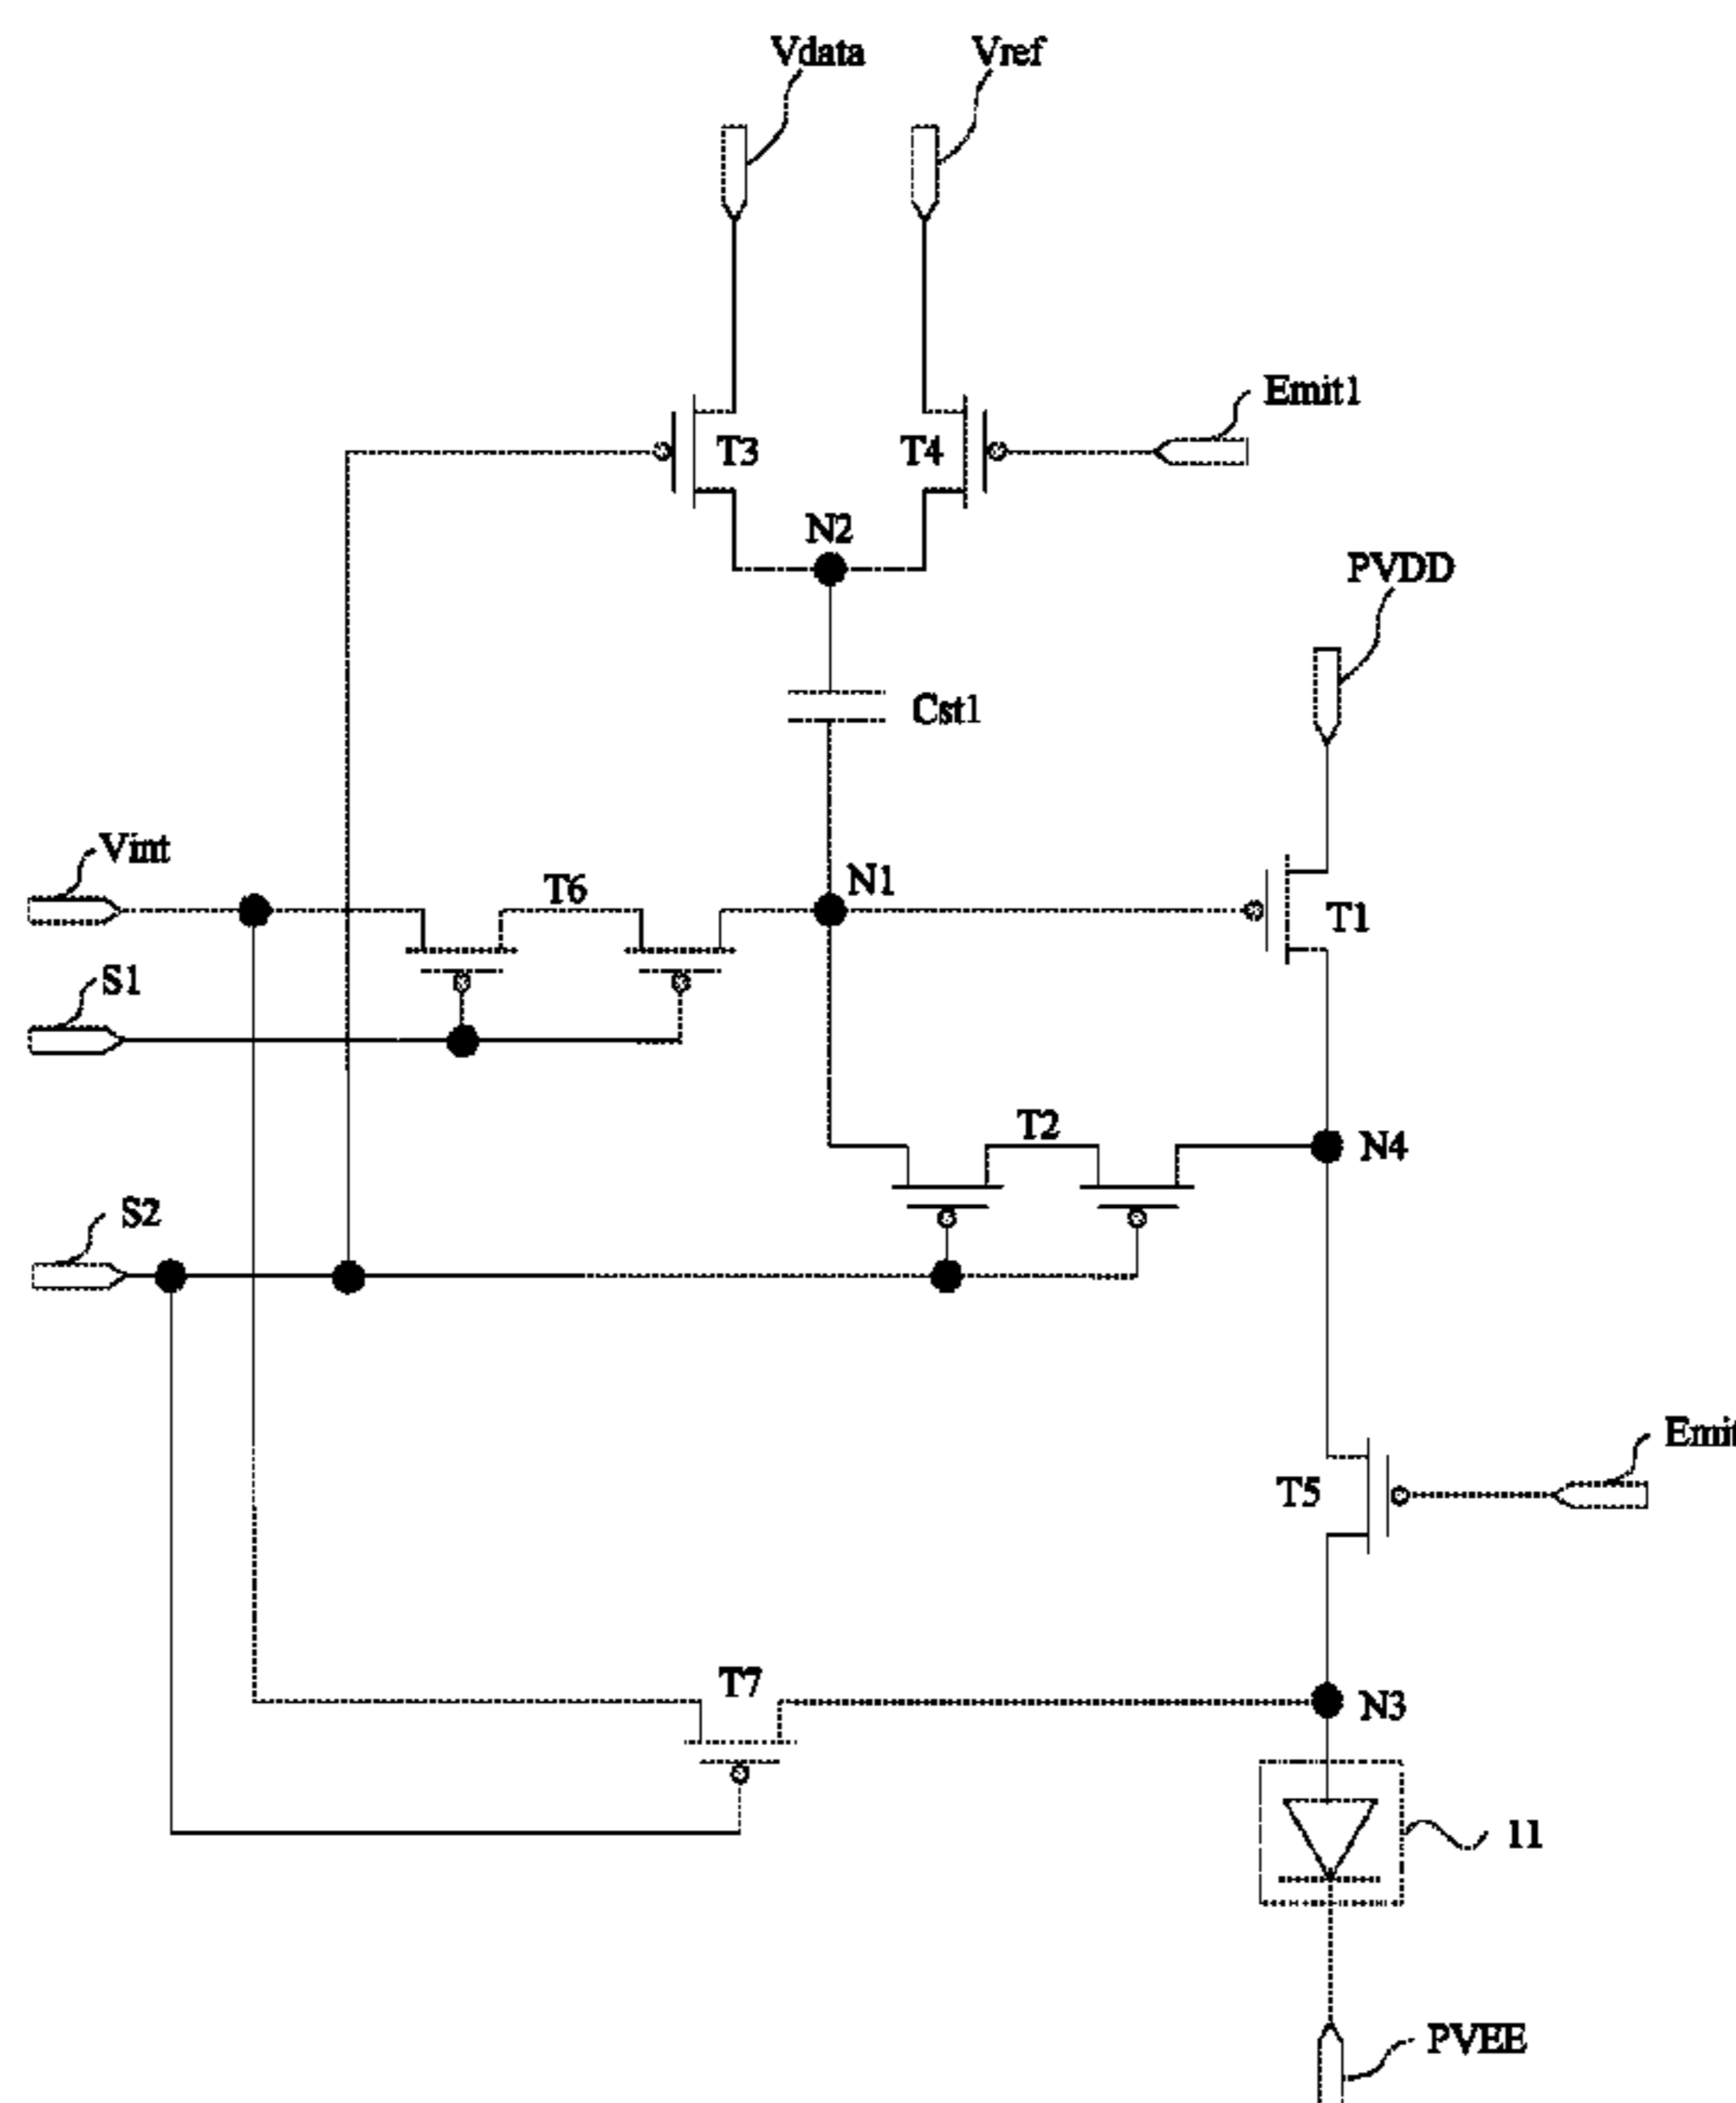 Vdata
Vref
Emit1
T3
T4
N2
PVDD
Cst1
Vint
T6
N1
T1
S1
T2
N4
S2
T5
T7
N3
11
PVEE